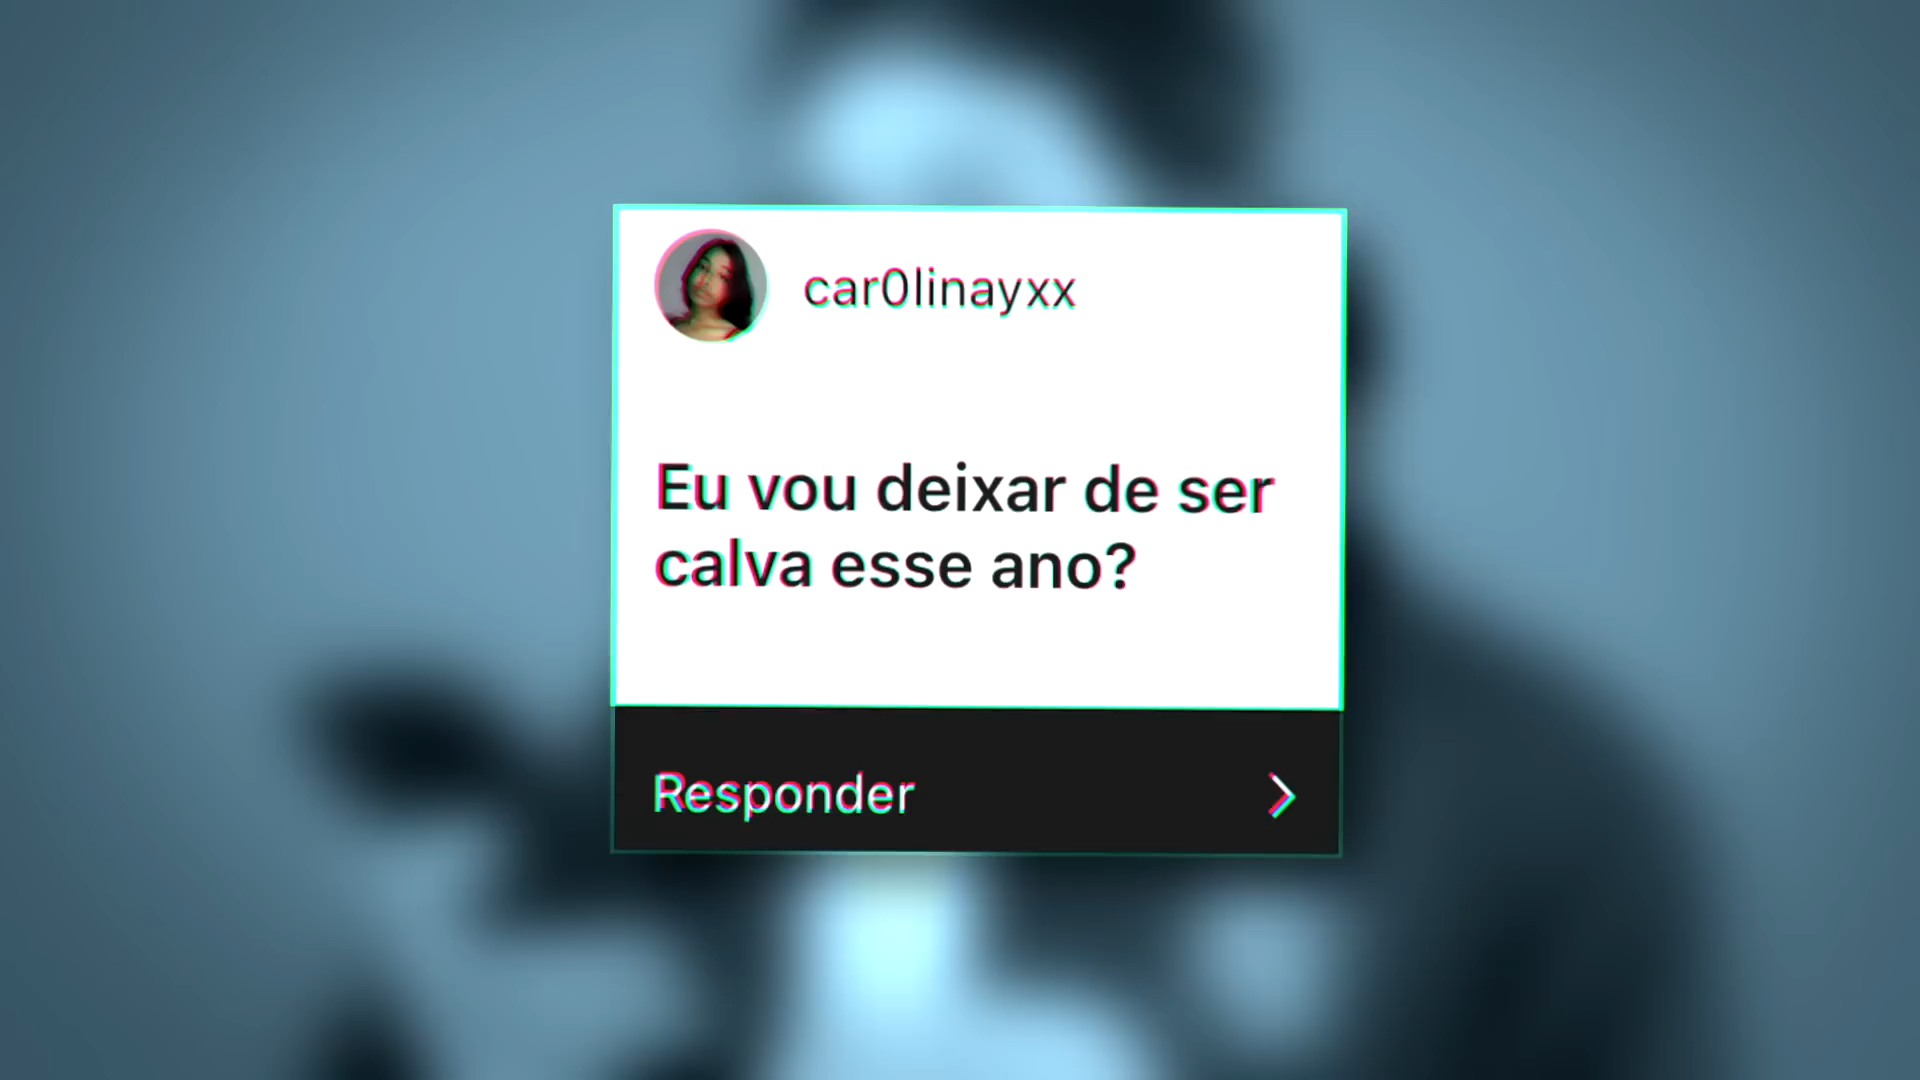 car0linayxx
Eu vou deixar de ser
calva esse ano?
Responder